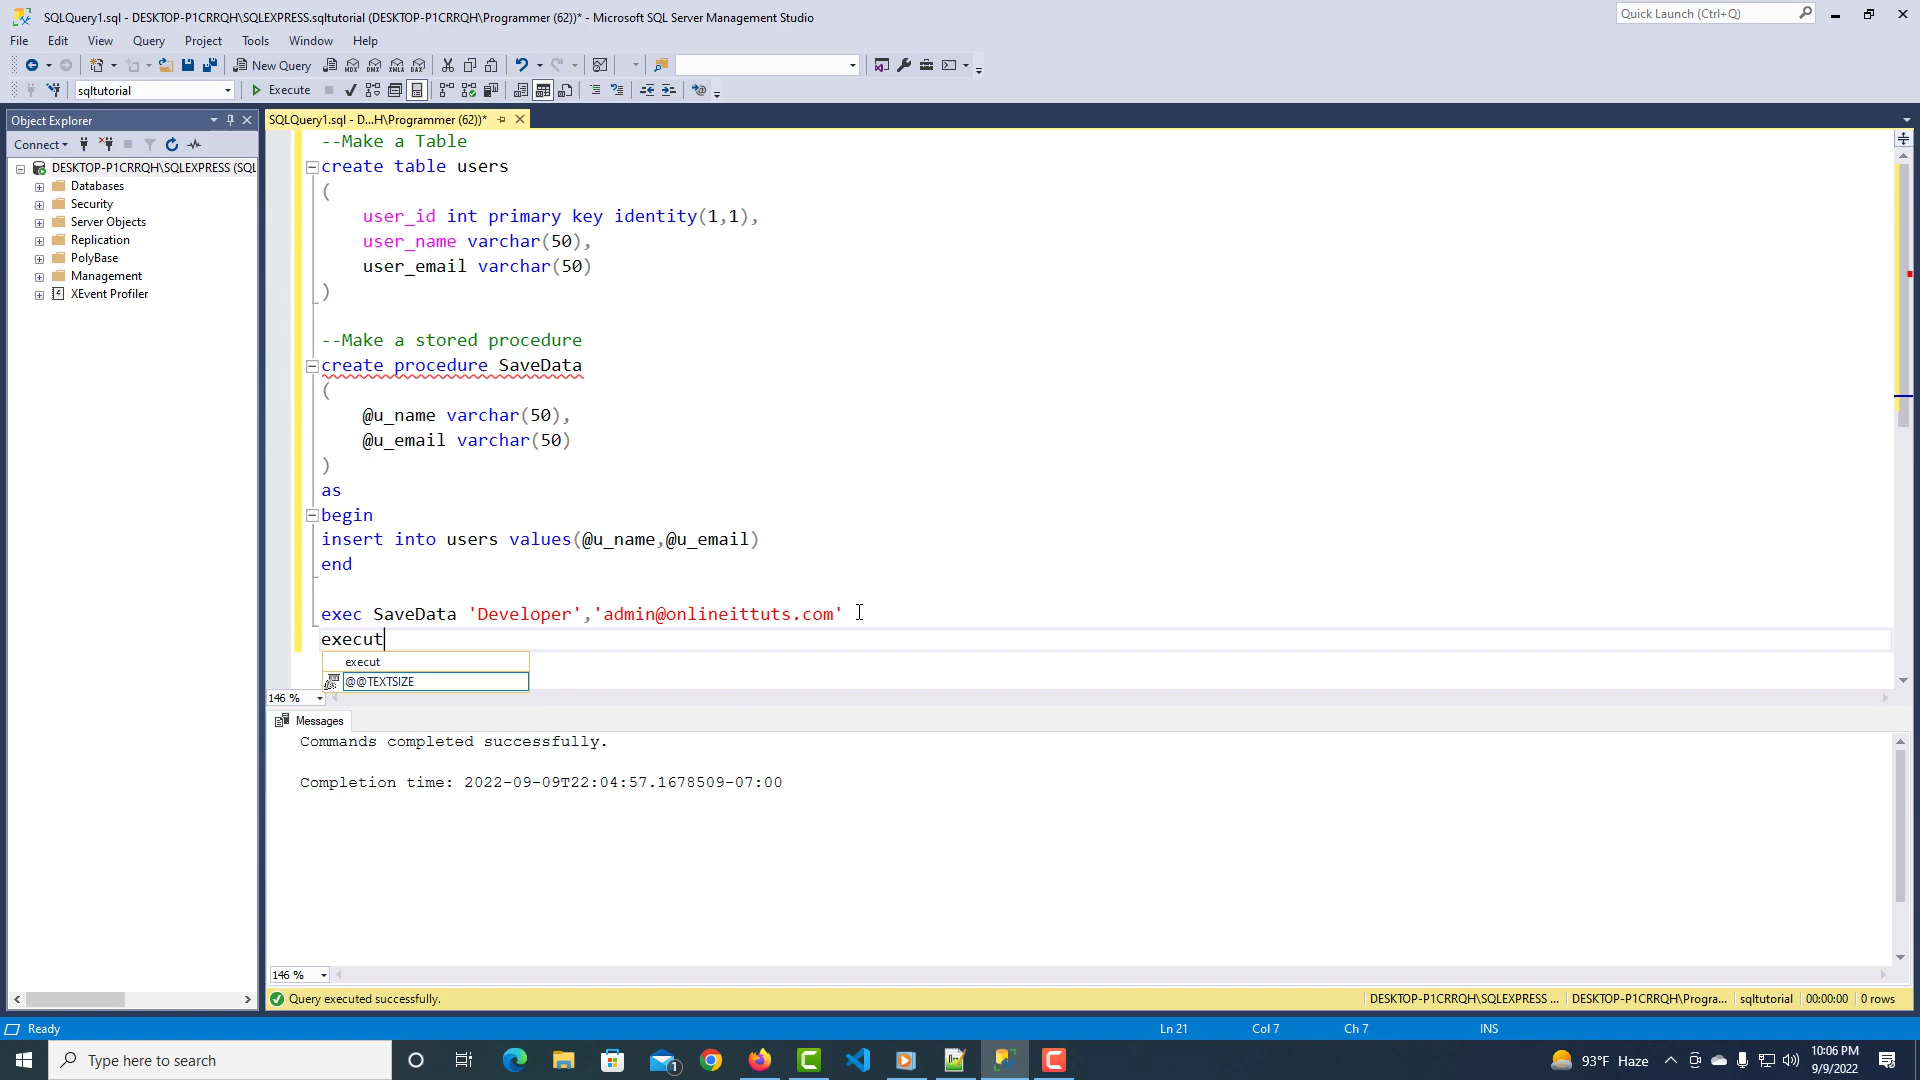 SQLQuery1.sql - DESKTOP-P1CRRQH\SQLEXPRESS.sqltutorial (DESKTOP-P1CRRQH\Programmer (62))* - Microsoft SQL Server Management Studio
Quick Launch (Ctrl+Q)
File Edit View Query Project Tools Window Help
New Query
MDX DMX XMLA DAX
sqltutorial
Execute
Object Explorer
SQLQuery1.sql - D...H\Programmer (62))*
Connect
DESKTOP-P1CRRQH\SQLEXPRESS (SQL
Databases
Security
Server Objects
Replication
PolyBase
Management
XEvent Profiler
--Make a Table
create table users
(
user_id int primary key identity(1,1),
user_name varchar(50),
user_email varchar(50)
)
--Make a stored procedure
create procedure SaveData
(
@u_name varchar(50),
@u_email varchar(50)
)
as
begin
insert into users values(@u_name,@u_email)
end
exec SaveData 'Developer','admin@onlineittuts.com'
execut
execut
@@TEXTSIZE
146 %
Messages
Commands completed successfully.
Completion time: 2022-09-09T22:04:57.1678509-07:00
146 %
Query executed successfully.
DESKTOP-P1CRRQH\SQLEXPRESS ... DESKTOP-P1CRRQH\Progra... sqltutorial 00:00:00 0 rows
Ready
Ln 21 Col 7 Ch 7 INS
Type here to search
1
93°F Haze
10:06 PM
9/9/2022